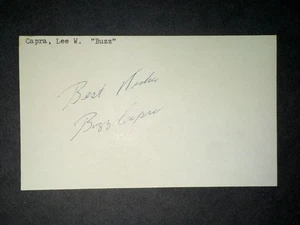 Capra, Lee W.  "Buzz"
Best Wishes
Buzz Capra